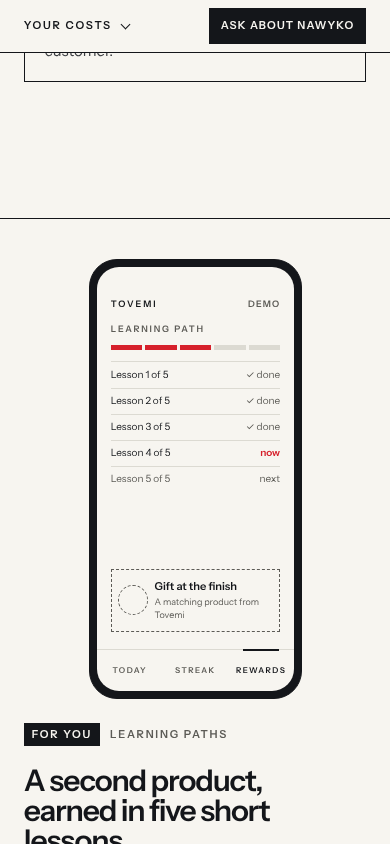 YOUR COSTS
ASK ABOUT NAWYKO
customer.
TOVEMI DEMO
LEARNING PATH
Lesson 1 of 5 ✓ done
Lesson 2 of 5 ✓ done
Lesson 3 of 5 ✓ done
Lesson 4 of 5 now
Lesson 5 of 5 next
Gift at the finish
A matching product from
Tovemi
TODAY STREAK REWARDS
FOR YOU LEARNING PATHS
A second product,
earned in five short
lessons